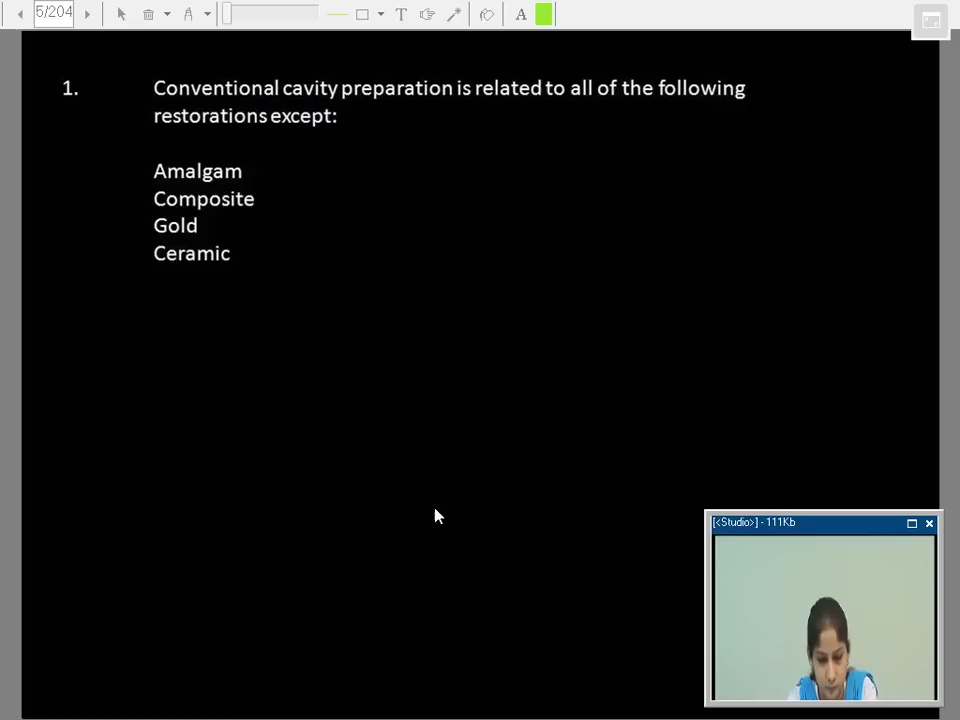 5/204
T
A
1. Conventional cavity preparation is related to all of the following
restorations except:
Amalgam
Composite
Gold
Ceramic
[<Studio>] - 111Kb